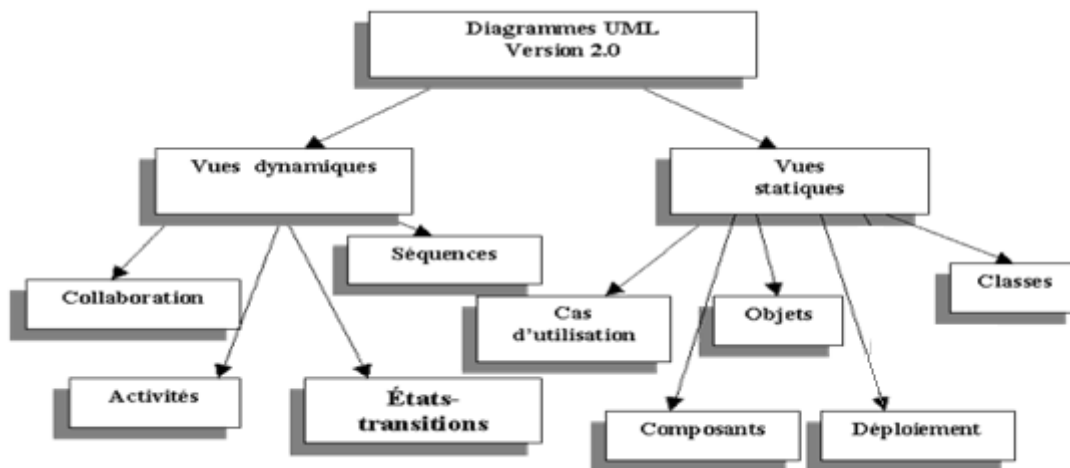 Diagrammes UML
Version 2.0
Vues dynamiques
Vues
statiques
Séquences
Collaboration
Classes
Cas
d'utilisation
Objets
Activités
États-
transitions
Composants
Déploiement